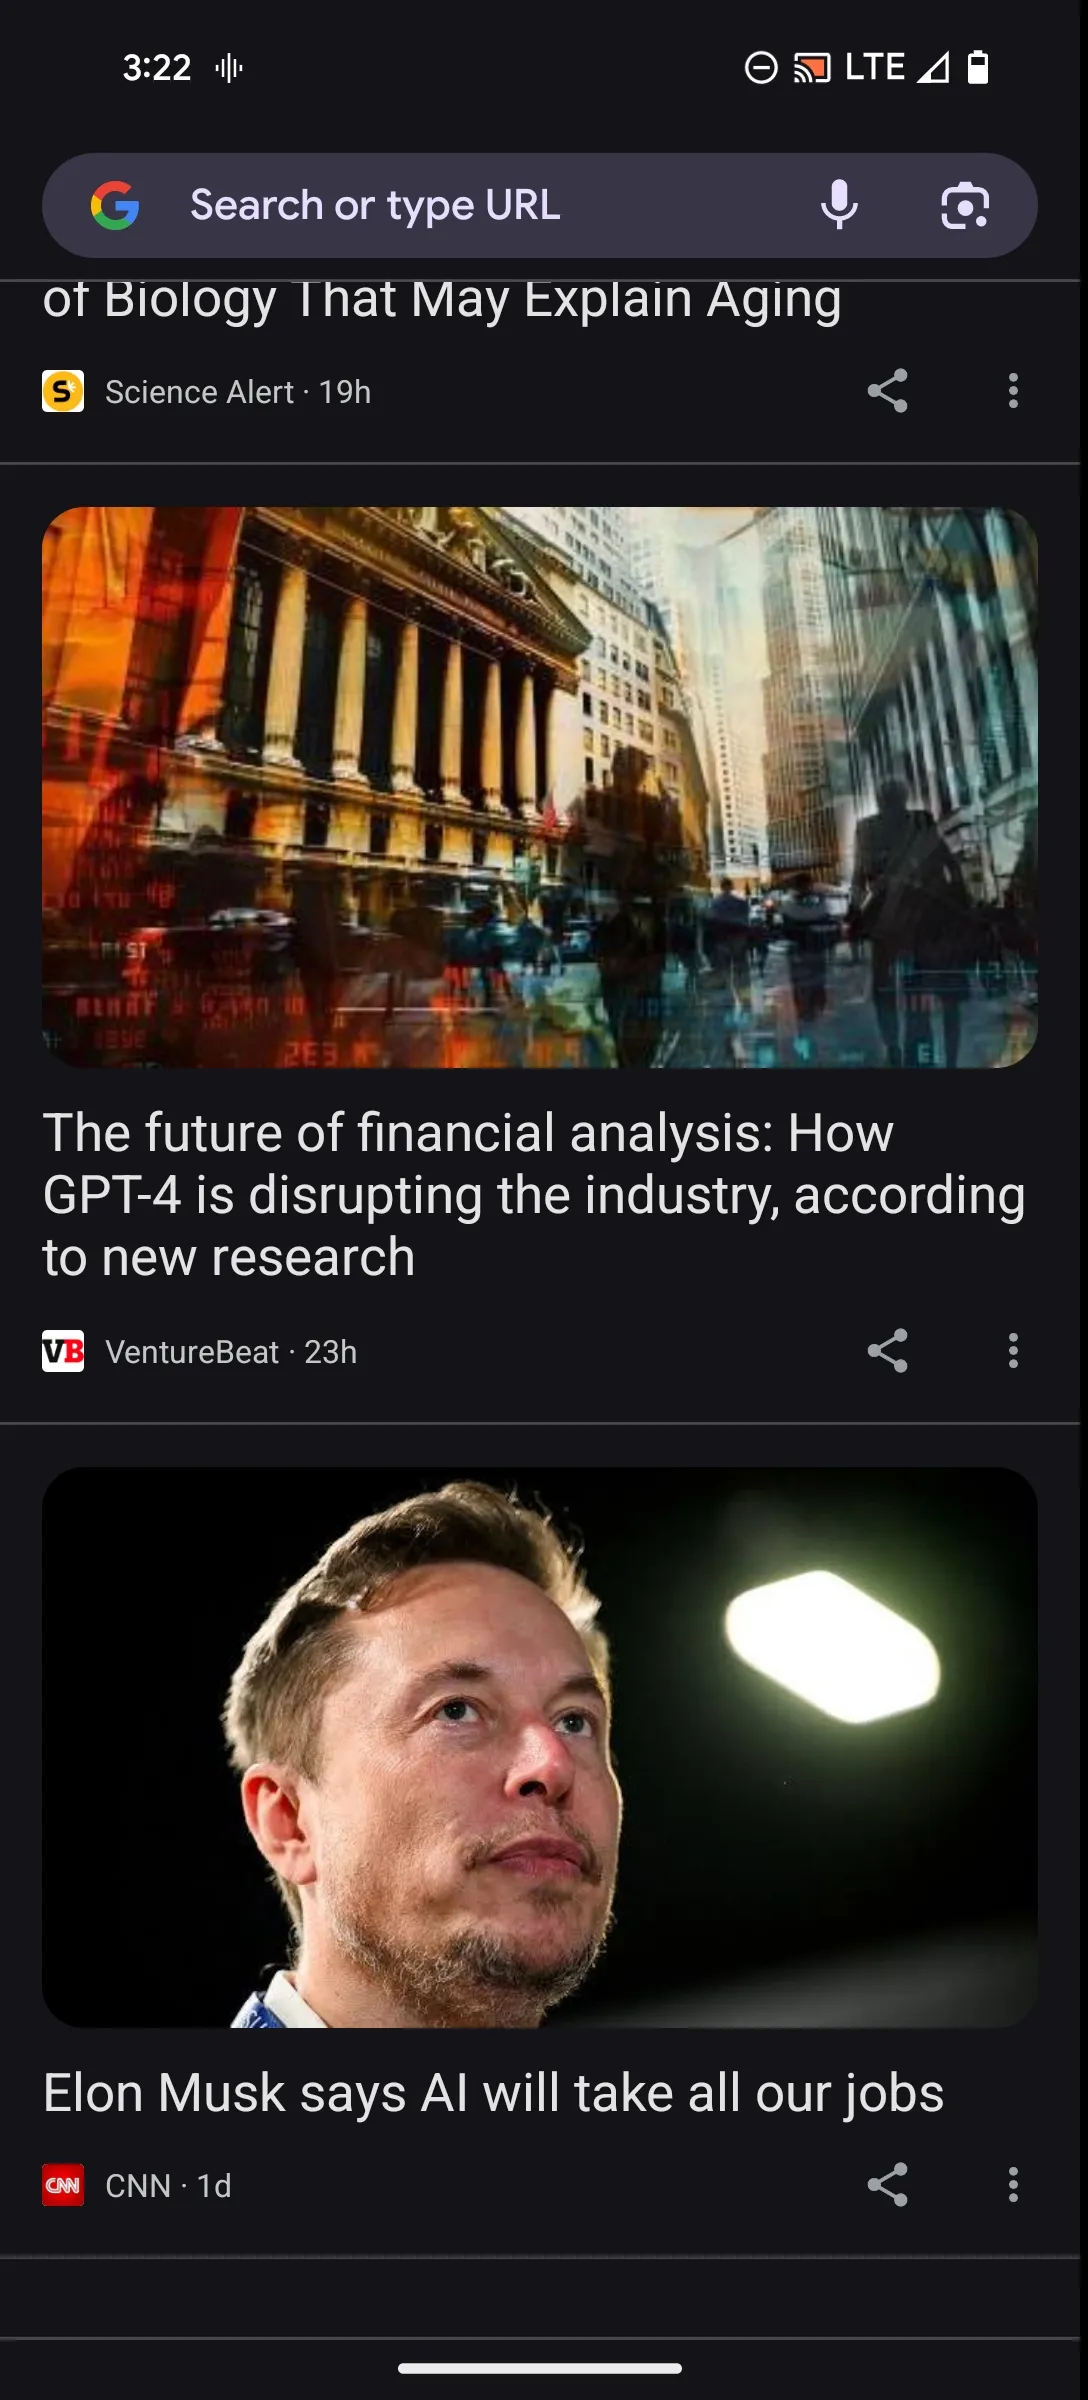 3:22
LTE
Search or type URL
of Biology That May Explain Aging
S
Science Alert · 19h
The future of financial analysis: How
GPT-4 is disrupting the industry, according
to new research
VB
VentureBeat · 23h
Elon Musk says AI will take all our jobs
CNN
CNN · 1d